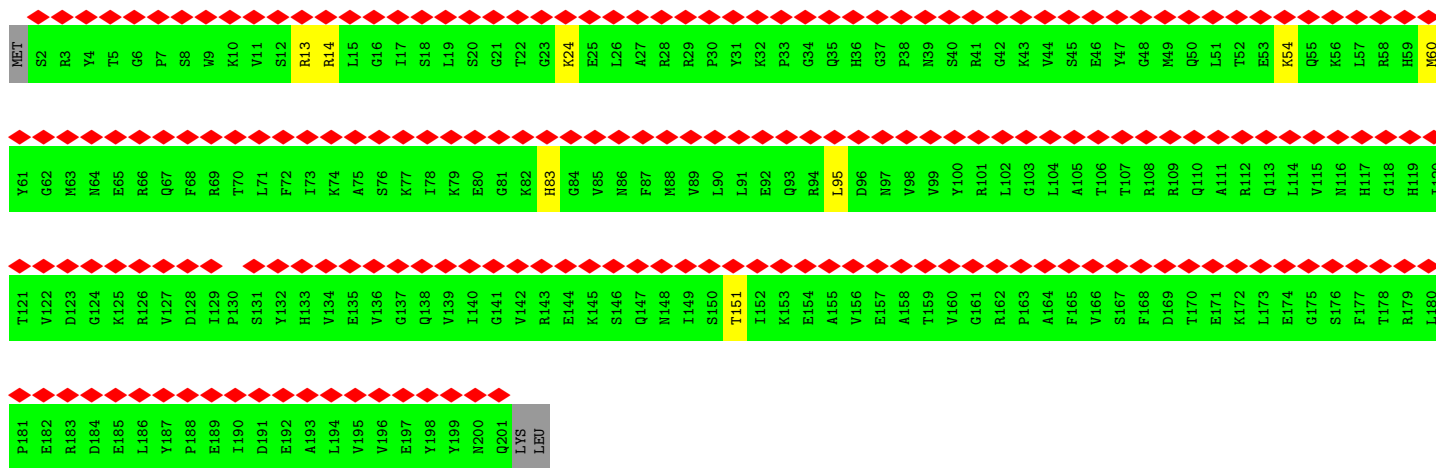 MET S2 R3 Y4 T5 G6 P7 S8 W9 K10 V11 S12 R13 R14 L15 G16 I17 S18 L19 S20 G21 T22 G23 K24 E25 L26 A27 R28 R29 P30 Y31 K32 P33 G34 Q35 H36 G37 P38 N39 S40 R41 G42 K43 V44 S45 E46 Y47 G48 M49 Q50 L51 T52 E53 K54 Q55 K56 L57 R58 H59 M60
Y61 G62 M63 N64 E65 R66 Q67 F68 R69 T70 L71 F72 I73 K74 A75 S76 K77 I78 K79 E80 G81 K82 H83 G84 V85 N86 F87 M88 V89 L90 L91 E92 Q93 R94 L95 D96 N97 V98 V99 Y100 R101 L102 G103 L104 A105 T106 T107 R108 R109 Q110 A111 R112 Q113 L114 V115 N116 H117 G118 H119 I120
T121 V122 D123 G124 K125 R126 V127 D128 I129 P130 S131 Y132 H133 V134 E135 V136 G137 Q138 V139 I140 G141 V142 R143 E144 K145 S146 Q147 N148 I149 S150 T151 I152 K153 E154 A155 V156 E157 A158 T159 V160 G161 R162 P163 A164 F165 V166 S167 F168 D169 T170 E171 K172 L173 E174 G175 S176 F177 T178 R179 L180
P181 E182 R183 D184 E185 L186 Y187 P188 E189 I190 D191 E192 A193 L194 V195 V196 E197 Y198 Y199 N200 Q201 LYS LEU